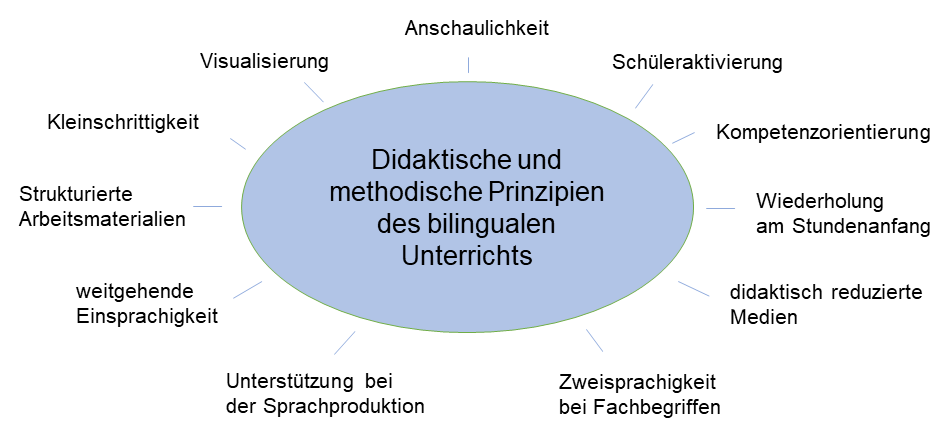 Anschaulichkeit
Visualisierung
Schüleraktivierung
Kleinschrittigkeit
Kompetenzorientierung
Didaktische und
methodische Prinzipien
des bilingualen
Unterrichts
Strukturierte
Arbeitsmaterialien
Wiederholung
am Stundenanfang
weitgehende
Einsprachigkeit
didaktisch reduzierte
Medien
Unterstützung bei
der Sprachproduktion
Zweisprachigkeit
bei Fachbegriffen